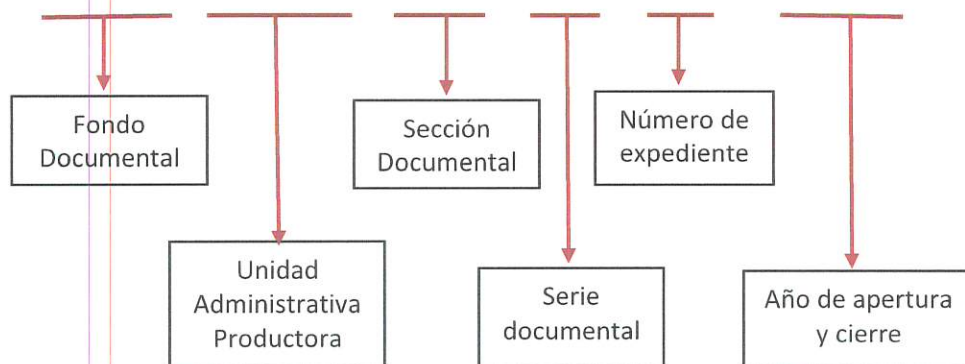 Fondo
Documental
Sección
Documental
Número de
expediente
Unidad
Administrativa
Productora
Serie
documental
Año de apertura
y cierre